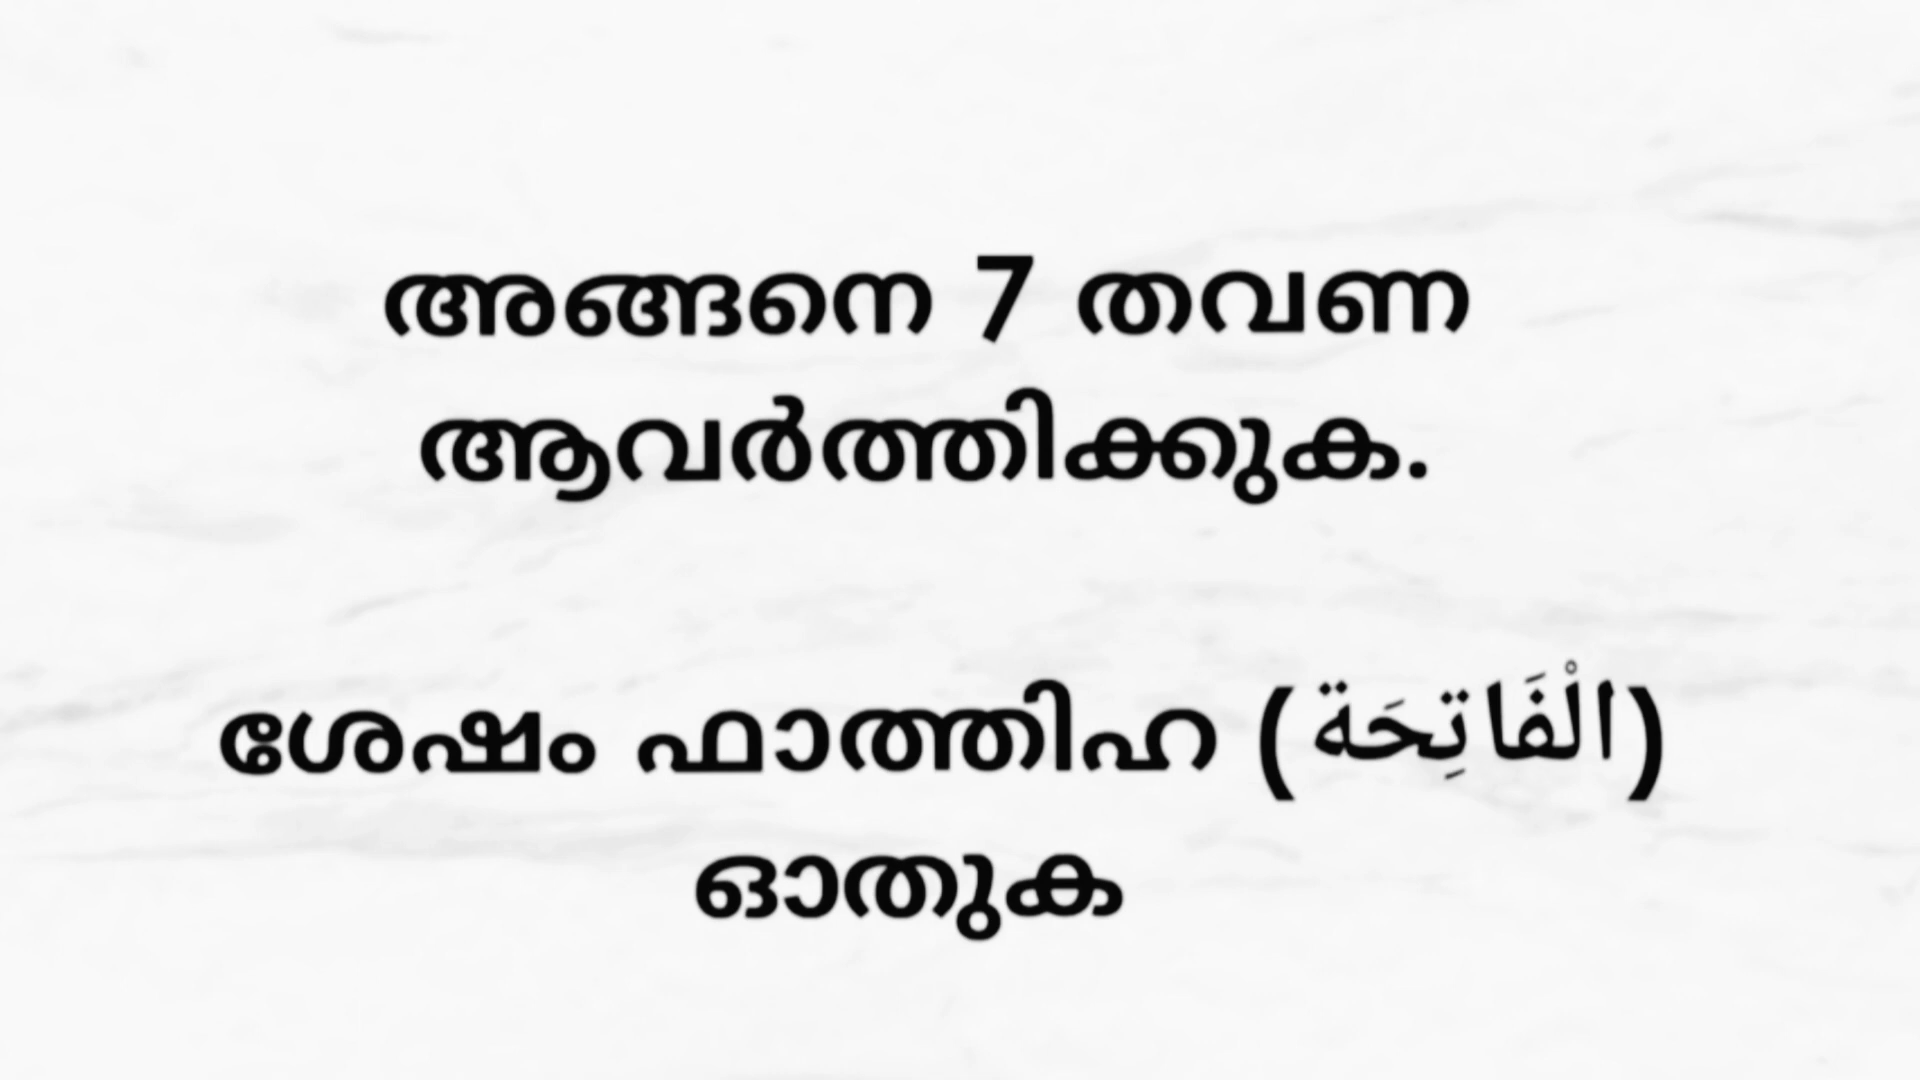 അങ്ങനെ 7 തവണ
ആവർത്തിക്കുക.
ശേഷം ഫാത്തിഹ (الْفَاتِحَة)
ഓതുക